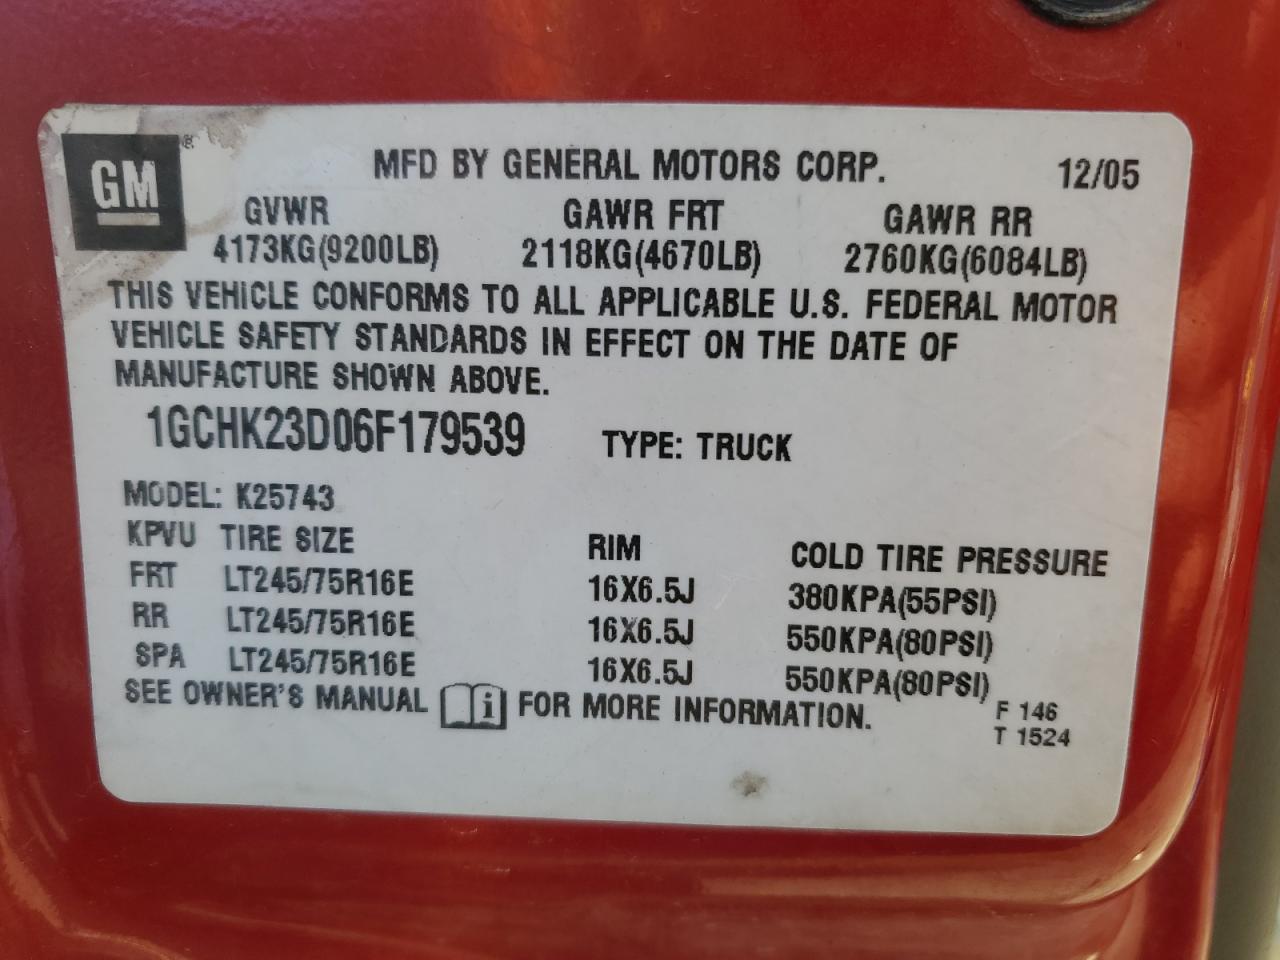 GM ®
MFD BY GENERAL MOTORS CORP. 12/05
GVWR GAWR FRT GAWR RR
4173KG(9200LB) 2118KG(4670LB) 2760KG(6084LB)
THIS VEHICLE CONFORMS TO ALL APPLICABLE U.S. FEDERAL MOTOR
VEHICLE SAFETY STANDARDS IN EFFECT ON THE DATE OF
MANUFACTURE SHOWN ABOVE.
1GCHK23D06F179539 TYPE: TRUCK
MODEL: K25743
KPVU TIRE SIZE RIM COLD TIRE PRESSURE
FRT LT245/75R16E 16X6.5J 380KPA(55PSI)
RR LT245/75R16E 16X6.5J 550KPA(80PSI)
SPA LT245/75R16E 16X6.5J 550KPA(80PSI)
SEE OWNER'S MANUAL i FOR MORE INFORMATION.
F 146
T 1524